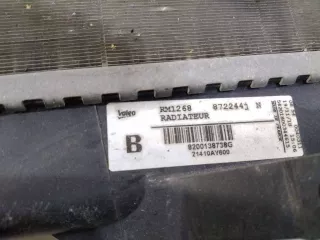 Valeo
RM1268 8722441 N
RADIATEUR
B
8200138738G
21410AY600